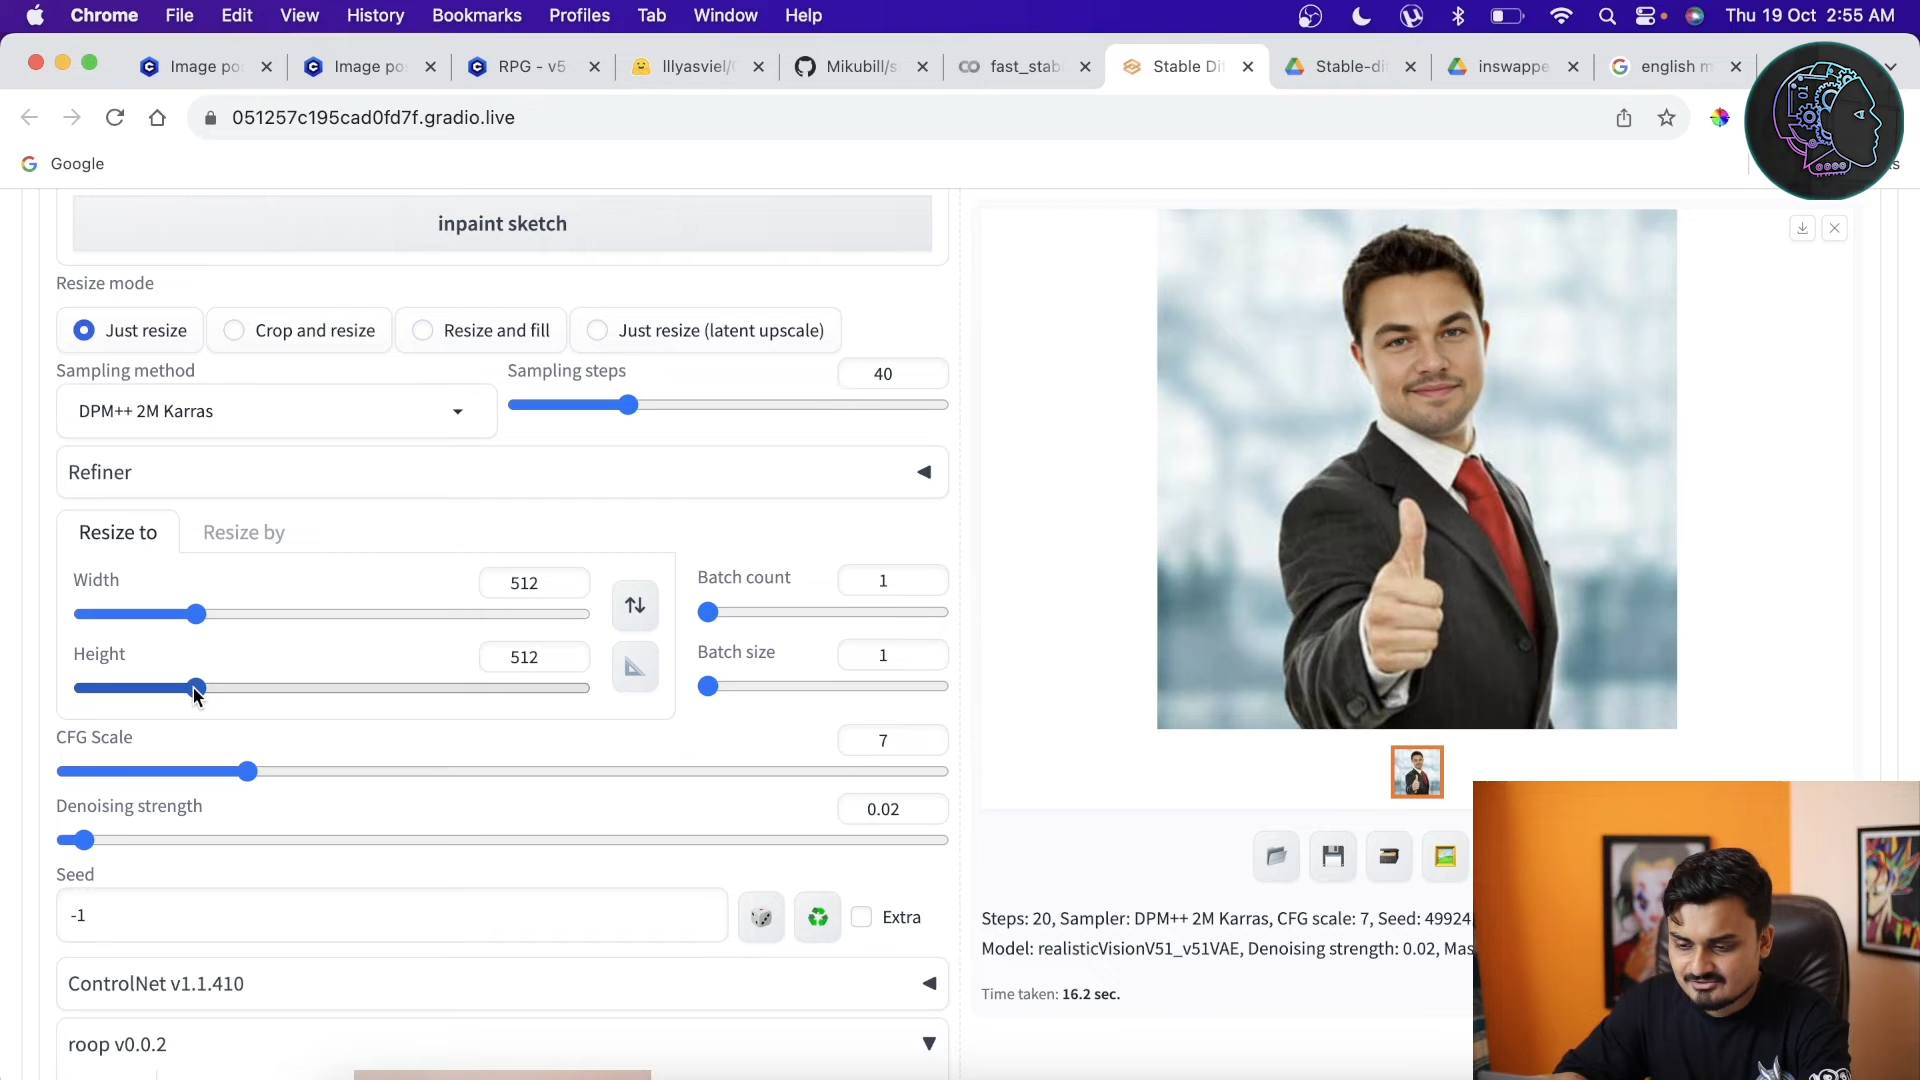 Chrome File Edit View History Bookmarks Profiles Tab Window Help Thu 19 Oct 2:55 AM
Image po Image po RPG - v5 lllyasviel/ Mikubill/s fast_stab Stable Di Stable-di inswappe english m
051257c195cad0fd7f.gradio.live
Google
inpaint sketch
Resize mode
Just resize Crop and resize Resize and fill Just resize (latent upscale)
Sampling method Sampling steps 40
DPM++ 2M Karras
Refiner
Resize to Resize by
Width 512 Batch count 1
Height 512 Batch size 1
CFG Scale 7
Denoising strength 0.02
Seed
-1 Extra
ControlNet v1.1.410
roop v0.0.2
Steps: 20, Sampler: DPM++ 2M Karras, CFG scale: 7, Seed: 49924
Model: realisticVisionV51_v51VAE, Denoising strength: 0.02, Mas
Time taken: 16.2 sec.